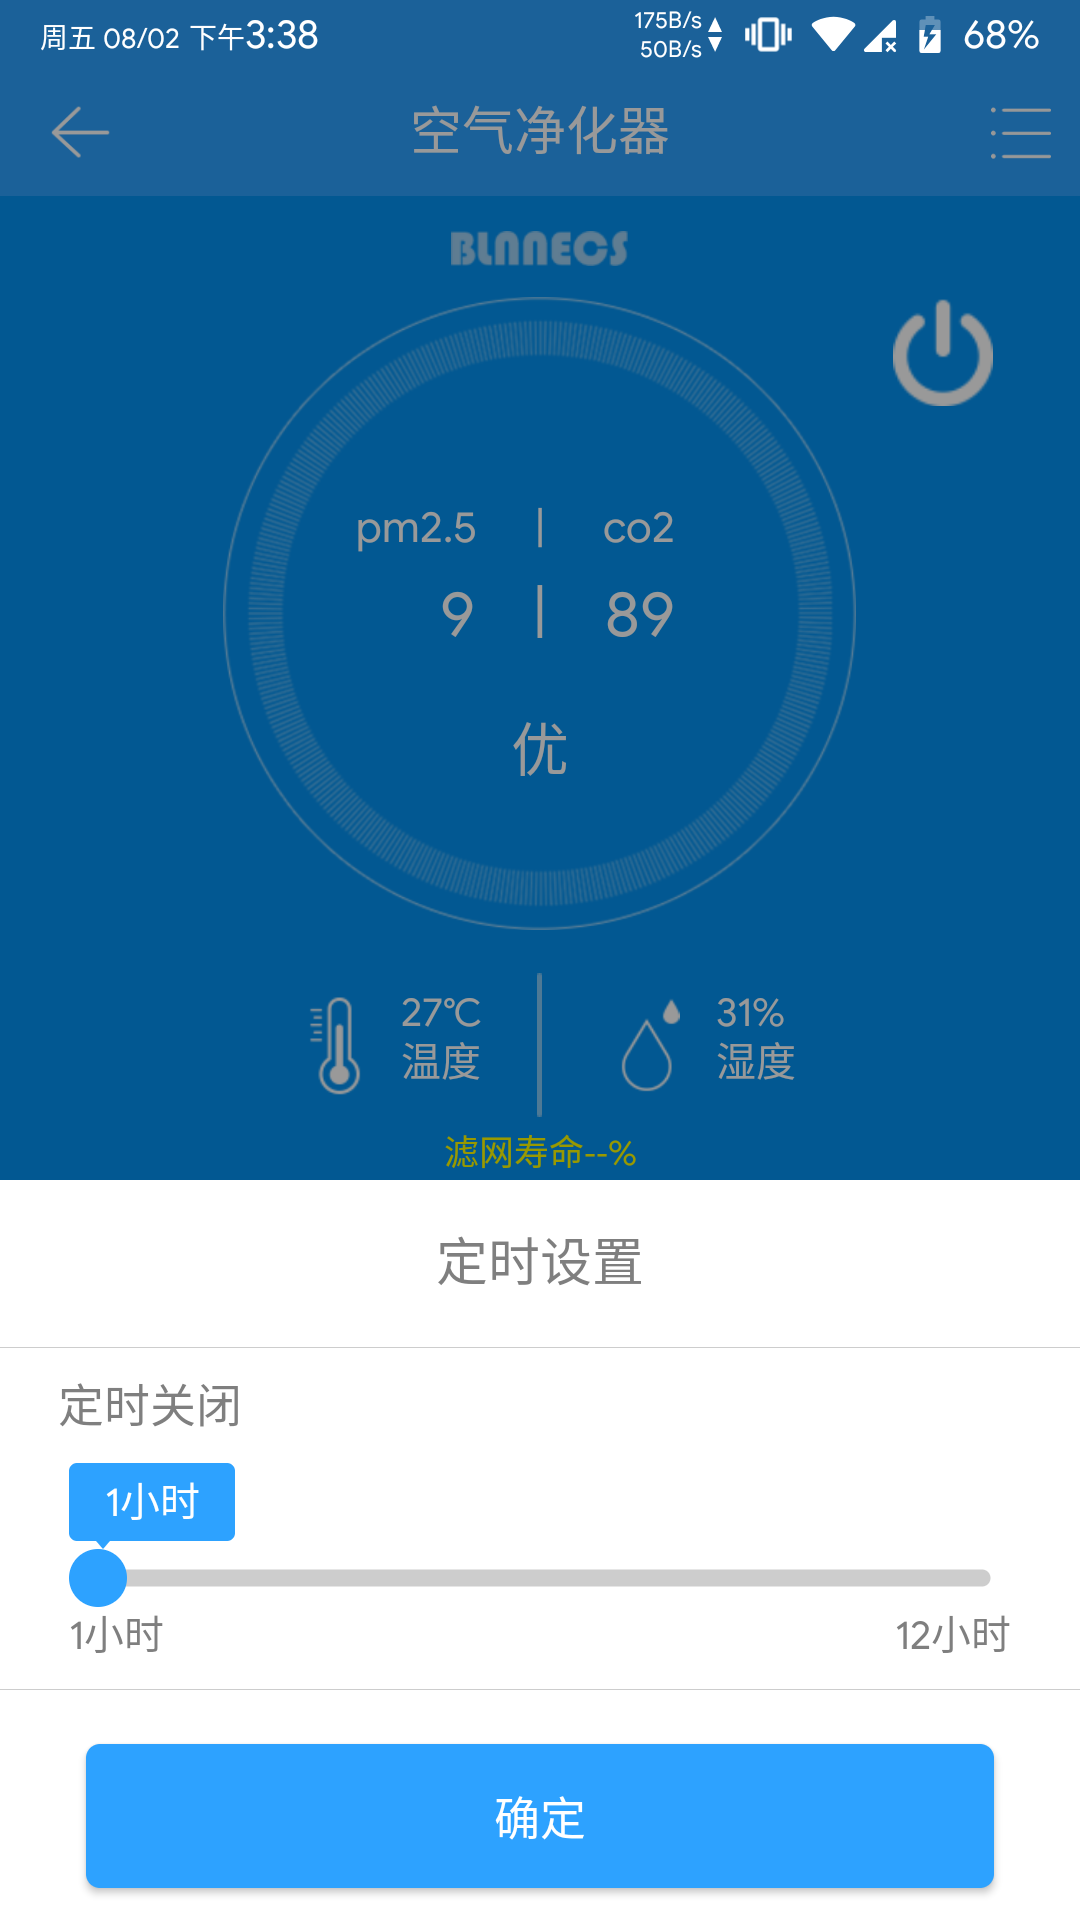 周五 08/02 下午3:38
175B/s
50B/s
68%
空气净化器
BLNNECS
pm2.5 | co2
9 | 89
优
27℃
温度
31%
湿度
滤网寿命--%
定时设置
定时关闭
1小时
1小时
12小时
确定